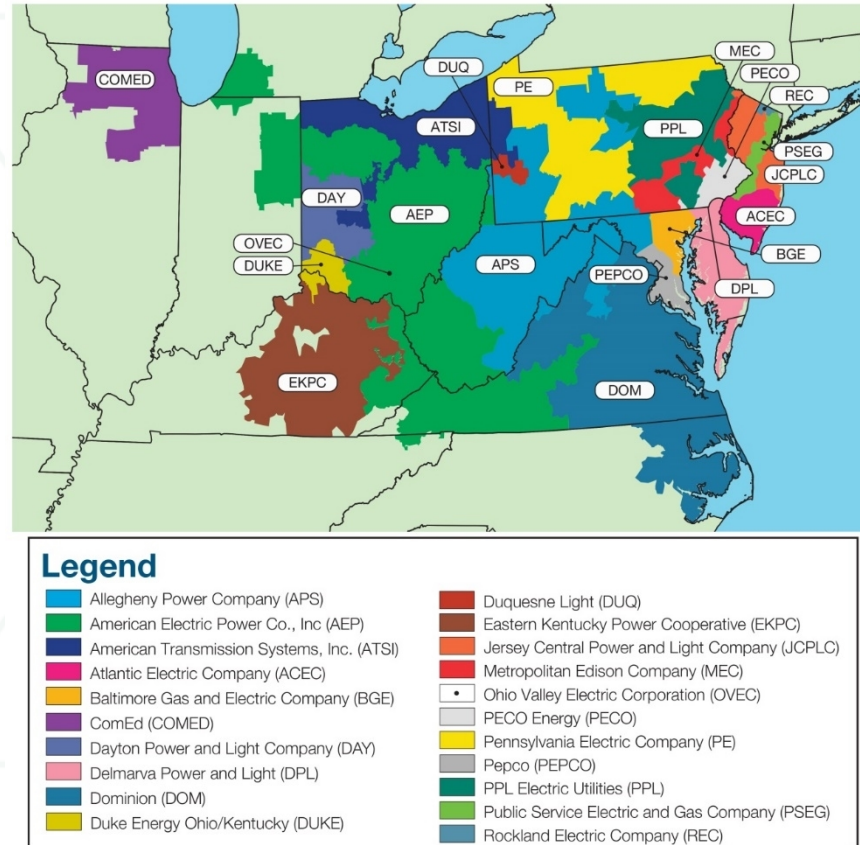 COMED
DUQ
PE
MEC
PECO
REC
ATSI
PPL
PSEG
JCPLC
DAY
AEP
ACEC
OVEC
DUKE
APS
PEPCO
BGE
DPL
EKPC
DOM
Legend
Allegheny Power Company (APS)
American Electric Power Co., Inc (AEP)
American Transmission Systems, Inc. (ATSI)
Atlantic Electric Company (ACEC)
Baltimore Gas and Electric Company (BGE)
ComEd (COMED)
Dayton Power and Light Company (DAY)
Delmarva Power and Light (DPL)
Dominion (DOM)
Duke Energy Ohio/Kentucky (DUKE)
Duquesne Light (DUQ)
Eastern Kentucky Power Cooperative (EKPC)
Jersey Central Power and Light Company (JCPLC)
Metropolitan Edison Company (MEC)
Ohio Valley Electric Corporation (OVEC)
PECO Energy (PECO)
Pennsylvania Electric Company (PE)
Pepco (PEPCO)
PPL Electric Utilities (PPL)
Public Service Electric and Gas Company (PSEG)
Rockland Electric Company (REC)